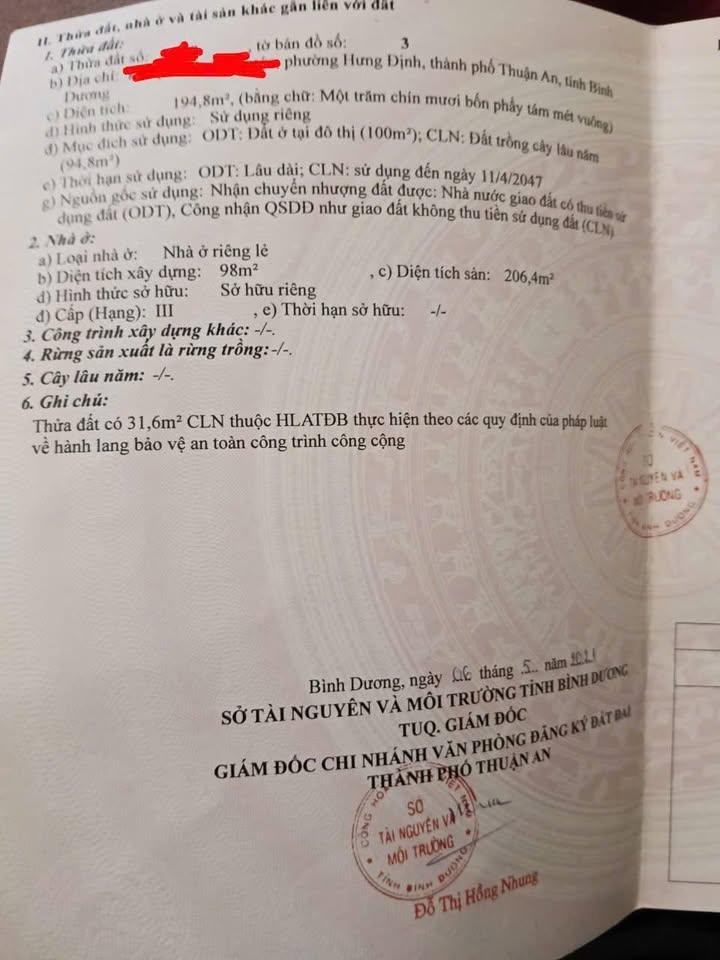 II. Thửa đất, nhà ở và tài sản khác gắn liền với đất
1. Thửa đất:
a) Thửa đất số: , tờ bản đồ số: 3
b) Địa chỉ: phường Hưng Định, thành phố Thuận An, tỉnh Bình
Dương
c) Diện tích: 194,8m², (bằng chữ: Một trăm chín mươi bốn phẩy tám mét vuông)
d) Hình thức sử dụng: Sử dụng riêng
đ) Mục đích sử dụng: ODT: Đất ở tại đô thị (100m²); CLN: Đất trồng cây lâu năm
(94,8m²)
e) Thời hạn sử dụng: ODT: Lâu dài; CLN: sử dụng đến ngày 11/4/2047
g) Nguồn gốc sử dụng: Nhận chuyển nhượng đất được: Nhà nước giao đất có thu tiền sử
dụng đất (ODT), Công nhận QSDĐ như giao đất không thu tiền sử dụng đất (CLN)
2. Nhà ở:
a) Loại nhà ở: Nhà ở riêng lẻ
b) Diện tích xây dựng: 98m² , c) Diện tích sàn: 206,4m²
d) Hình thức sở hữu: Sở hữu riêng
đ) Cấp (Hạng): III , e) Thời hạn sở hữu: -/-
3. Công trình xây dựng khác: -/-.
4. Rừng sản xuất là rừng trồng: -/-.
5. Cây lâu năm: -/-.
6. Ghi chú:
Thửa đất có 31,6m² CLN thuộc HLATĐB thực hiện theo các quy định của pháp luật
về hành lang bảo vệ an toàn công trình công cộng
TÀI NGUYÊN VÀ
MÔI TRƯỜNG
Bình Dương, ngày 06 tháng 5 năm 2021
SỞ TÀI NGUYÊN VÀ MÔI TRƯỜNG TỈNH BÌNH DƯƠNG
TUQ. GIÁM ĐỐC
GIÁM ĐỐC CHI NHÁNH VĂN PHÒNG ĐĂNG KÝ ĐẤT ĐAI
THÀNH PHỐ THUẬN AN
SỞ
TÀI NGUYÊN VÀ
MÔI TRƯỜNG
TỈNH BÌNH DƯƠNG
Đỗ Thị Hồng Nhung